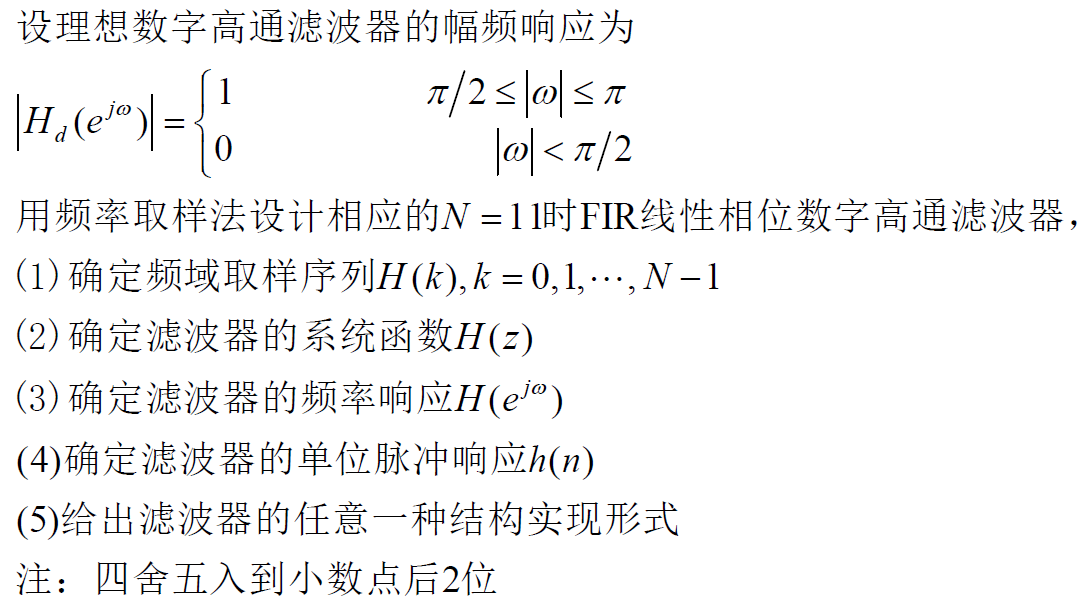 设理想数字高通滤波器的幅频响应为
|H_d(e^{jω})| = { 1    π/2 ≤ |ω| ≤ π
0    |ω| < π/2
用频率取样法设计相应的N = 11时FIR线性相位数字高通滤波器，
(1)确定频域取样序列H(k), k = 0,1,⋯, N −1
(2)确定滤波器的系统函数H(z)
(3)确定滤波器的频率响应H(e^{jω})
(4)确定滤波器的单位脉冲响应h(n)
(5)给出滤波器的任意一种结构实现形式
注：四舍五入到小数点后2位